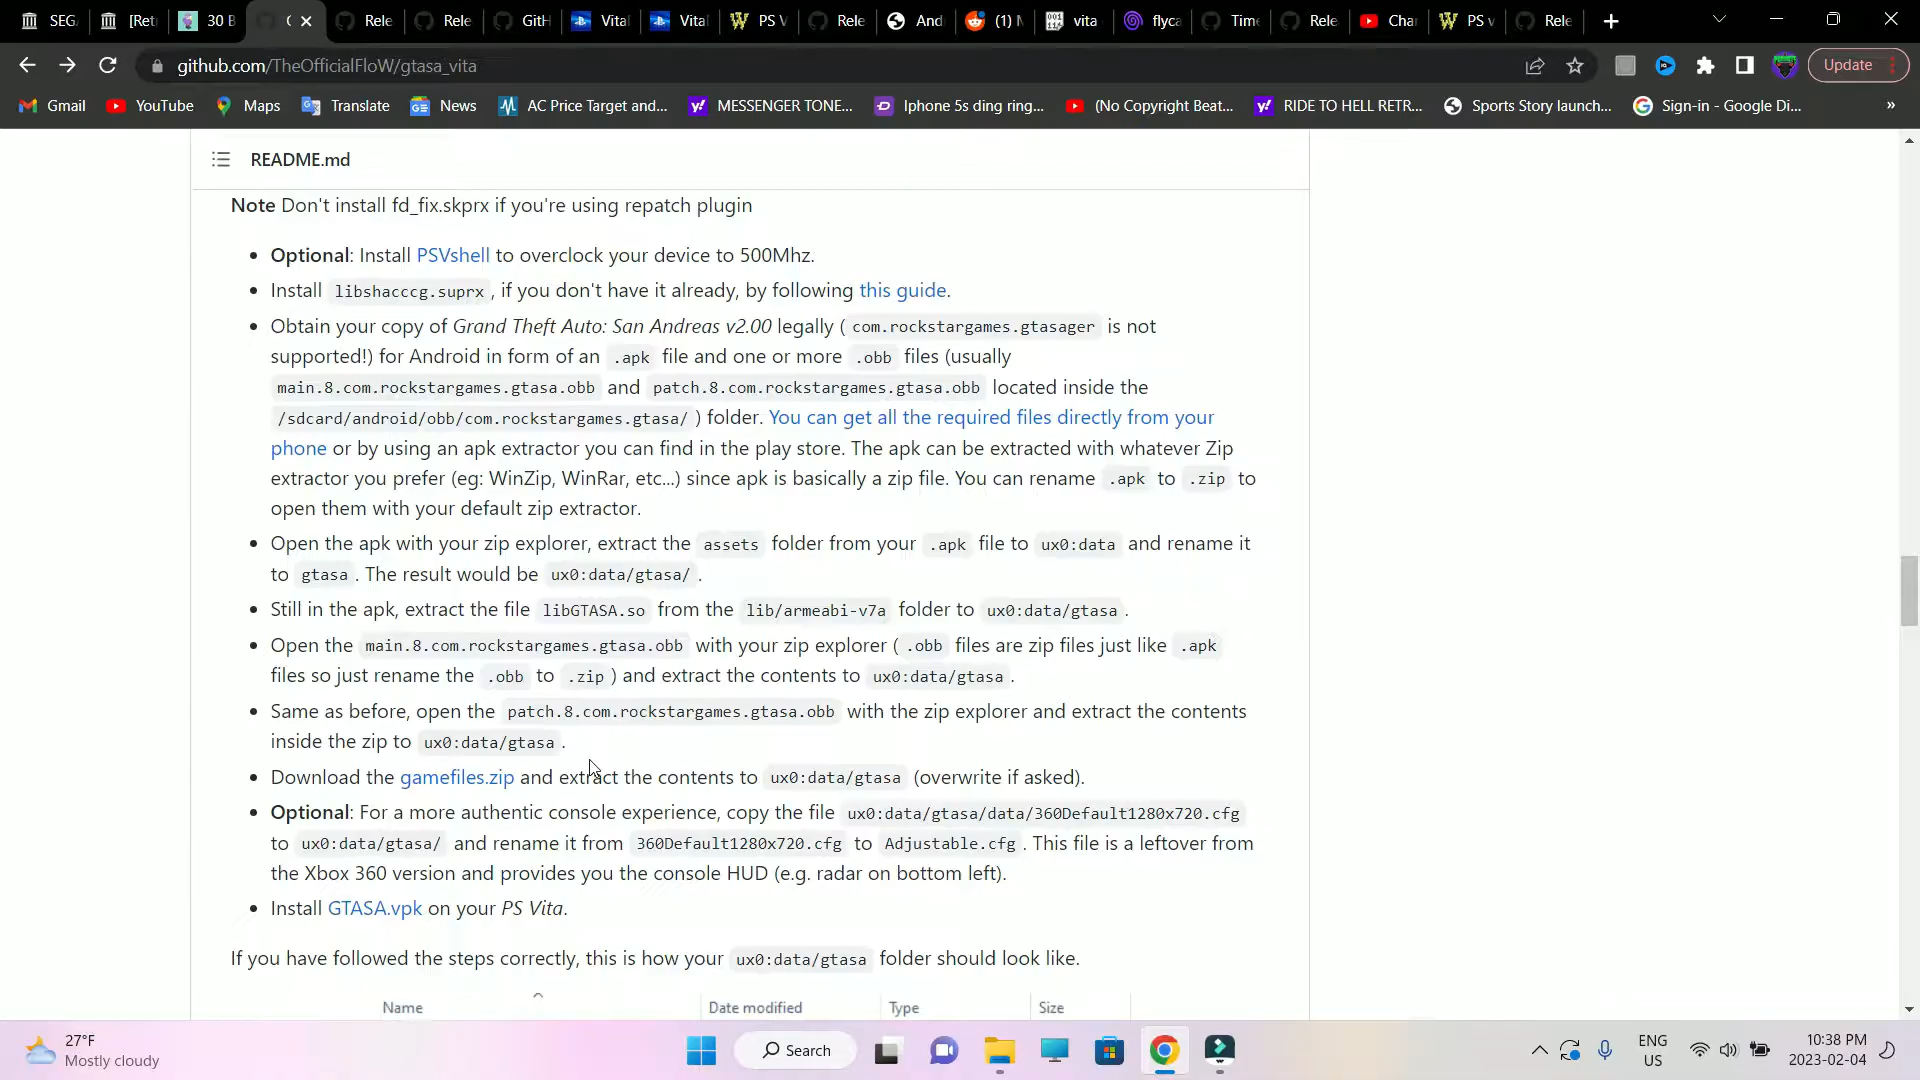 SEG
[Ret
30 B
Rele
Rele
GitH
Vital
Vita
PS V
Rele
And
(1) M
vita
flyca
Time
Rele
Cha
PS v
Rele
github.com/TheOfficialFloW/gtasa_vita
Update
Gmail YouTube Maps Translate News AC Price Target and... MESSENGER TONE... Iphone 5s ding ring... (No Copyright Beat... RIDE TO HELL RETR... Sports Story launch... Sign-in - Google Di... »
README.md
Note Don't install fd_fix.skprx if you're using repatch plugin
• Optional: Install PSVshell to overclock your device to 500Mhz.
• Install libshacccg.suprx , if you don't have it already, by following this guide.
• Obtain your copy of Grand Theft Auto: San Andreas v2.00 legally ( com.rockstargames.gtasager is not
supported!) for Android in form of an .apk file and one or more .obb files (usually
main.8.com.rockstargames.gtasa.obb and patch.8.com.rockstargames.gtasa.obb located inside the
/sdcard/android/obb/com.rockstargames.gtasa/ ) folder. You can get all the required files directly from your
phone or by using an apk extractor you can find in the play store. The apk can be extracted with whatever Zip
extractor you prefer (eg: WinZip, WinRar, etc...) since apk is basically a zip file. You can rename .apk to .zip to
open them with your default zip extractor.
• Open the apk with your zip explorer, extract the assets folder from your .apk file to ux0:data and rename it
to gtasa . The result would be ux0:data/gtasa/ .
• Still in the apk, extract the file libGTASA.so from the lib/armeabi-v7a folder to ux0:data/gtasa .
• Open the main.8.com.rockstargames.gtasa.obb with your zip explorer ( .obb files are zip files just like .apk
files so just rename the .obb to .zip ) and extract the contents to ux0:data/gtasa .
• Same as before, open the patch.8.com.rockstargames.gtasa.obb with the zip explorer and extract the contents
inside the zip to ux0:data/gtasa .
• Download the gamefiles.zip and extract the contents to ux0:data/gtasa (overwrite if asked).
• Optional: For a more authentic console experience, copy the file ux0:data/gtasa/data/360Default1280x720.cfg
to ux0:data/gtasa/ and rename it from 360Default1280x720.cfg to Adjustable.cfg . This file is a leftover from
the Xbox 360 version and provides you the console HUD (e.g. radar on bottom left).
• Install GTASA.vpk on your PS Vita.
If you have followed the steps correctly, this is how your ux0:data/gtasa folder should look like.
Name Date modified Type Size
27°F
Mostly cloudy
Search
ENG
US
10:38 PM
2023-02-04